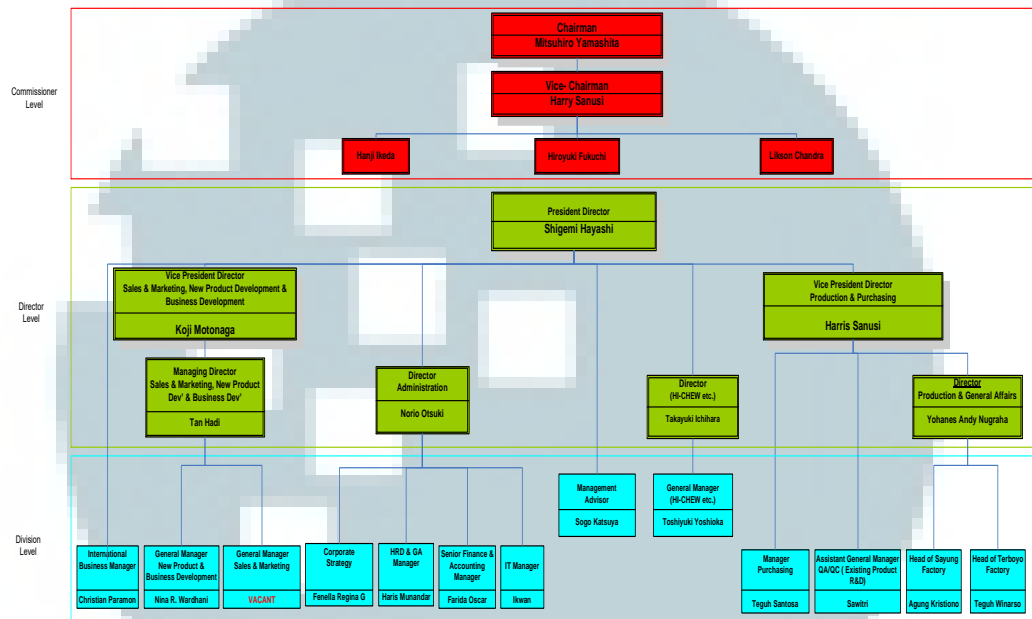 Commissioner
Level
Chairman
Mitsuhiro Yamashita
Vice- Chairman
Harry Sanusi
Hanji Ikeda
Hiroyuki Fukuchi
Likson Chandra
Director
Level
President Director
Shigemi Hayashi
Vice President Director
Sales & Marketing, New Product Development &
Business Development
Koji Motonaga
Vice President Director
Production & Purchasing
Harris Sanusi
Managing Director
Sales & Marketing, New Product
Dev' & Business Dev'
Tan Hadi
Director
Administration
Norio Otsuki
Director
(HI-CHEW etc.)
Takayuki Ichihara
Director
Production & General Affairs
Yohanes Andy Nugraha
Division
Level
Management
Advisor
Sogo Katsuya
General Manager
(HI-CHEW etc.)
Toshiyuki Yoshioka
International
Business Manager
Christian Paramon
General Manager
New Product &
Business Development
Nina R. Wardhani
General Manager
Sales & Marketing
VACANT
Corporate
Strategy
Fenella Regina G
HRD & GA
Manager
Haris Munandar
Senior Finance &
Accounting
Manager
Farida Oscar
IT Manager
Ikwan
Manager
Purchasing
Teguh Santosa
Assistant General Manager
QA/QC ( Existing Product
R&D)
Sawitri
Head of Sayung
Factory
Agung Kristiono
Head of Terboyo
Factory
Teguh Winarso